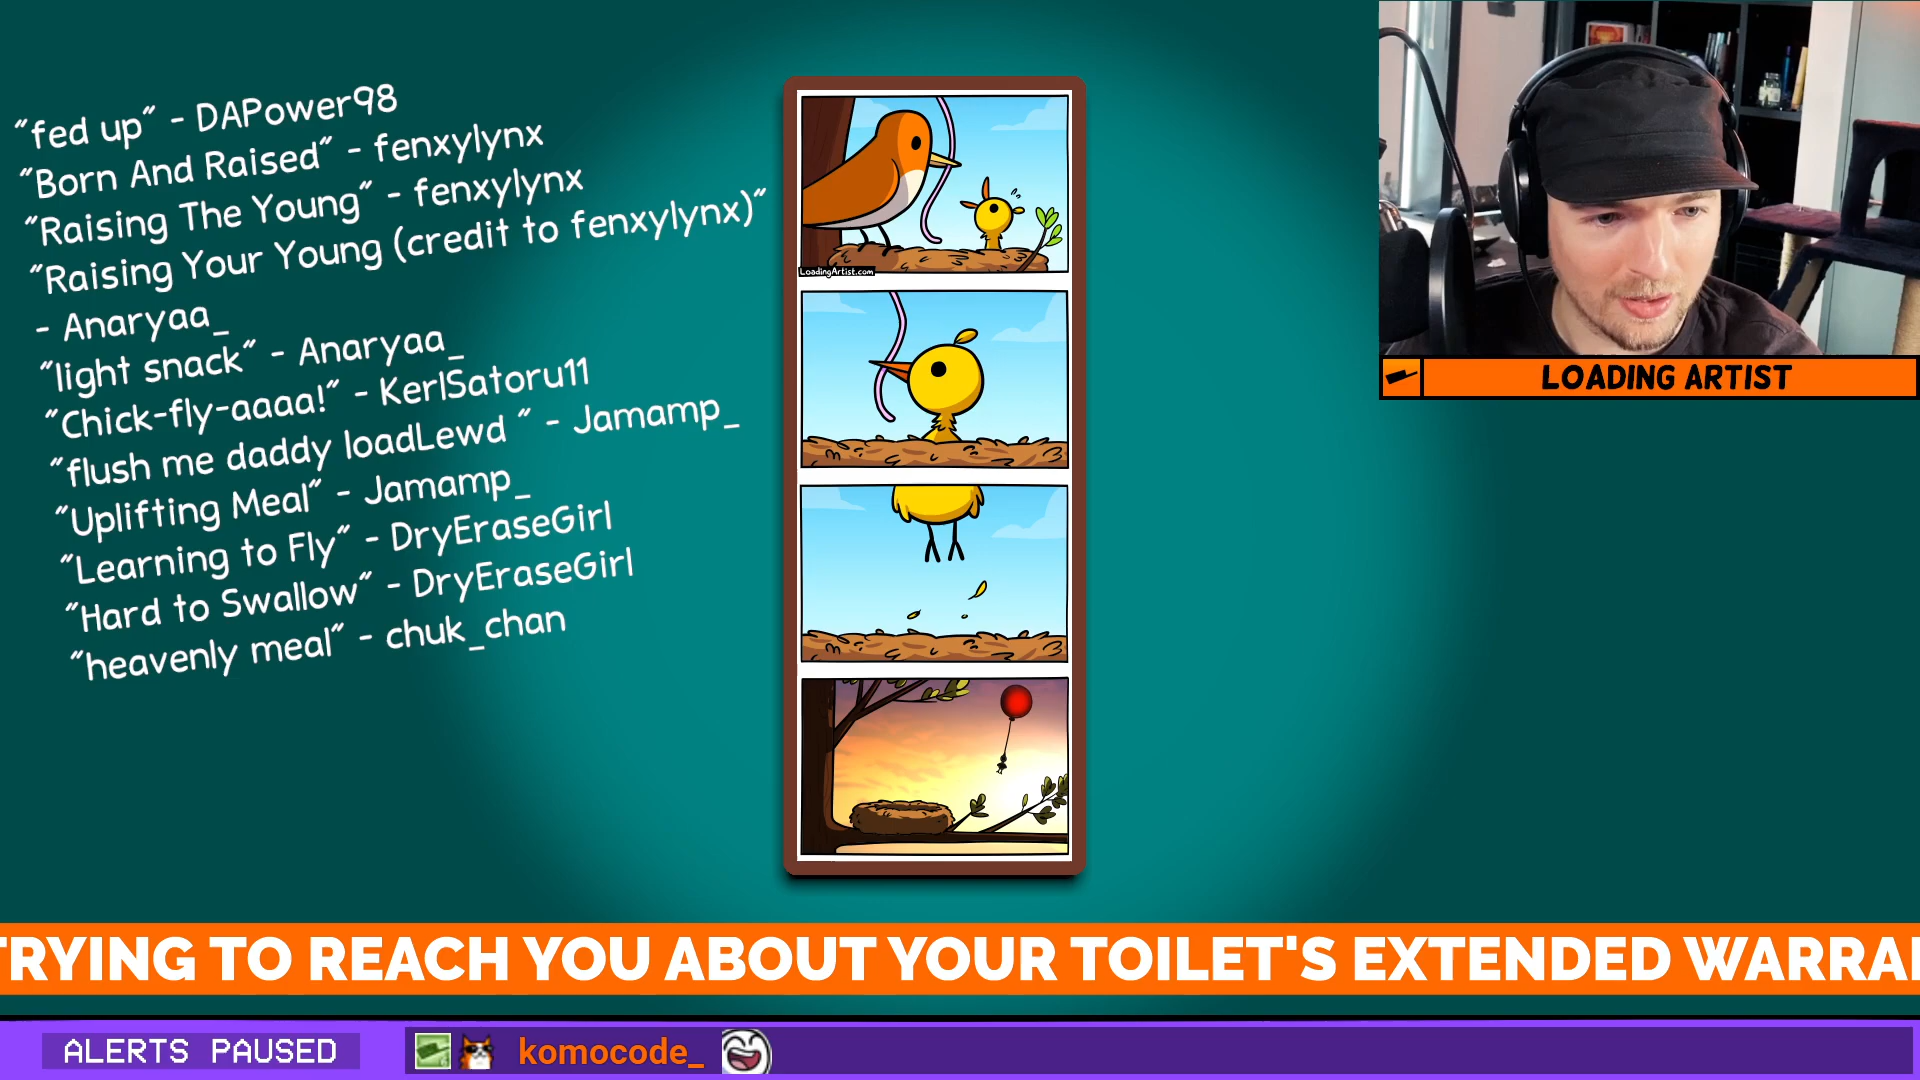 "fed up" - DAPower98
"Born And Raised" - fenxylynx
"Raising The Young" - fenxylynx
"Raising Your Young (credit to fenxylynx)"
- Anaryaa_
"light snack" - Anaryaa_
"Chick-fly-aaaa!" - KerlSatoru11
"flush me daddy loadLewd " - Jamamp_
"Uplifting Meal" - Jamamp_
"Learning to Fly" - DryEraseGirl
"Hard to Swallow" - DryEraseGirl
"heavenly meal" - chuk_chan
LoadingArtist.com
LOADING ARTIST
TRYING TO REACH YOU ABOUT YOUR TOILET'S EXTENDED WARRA
ALERTS PAUSED
komocode_